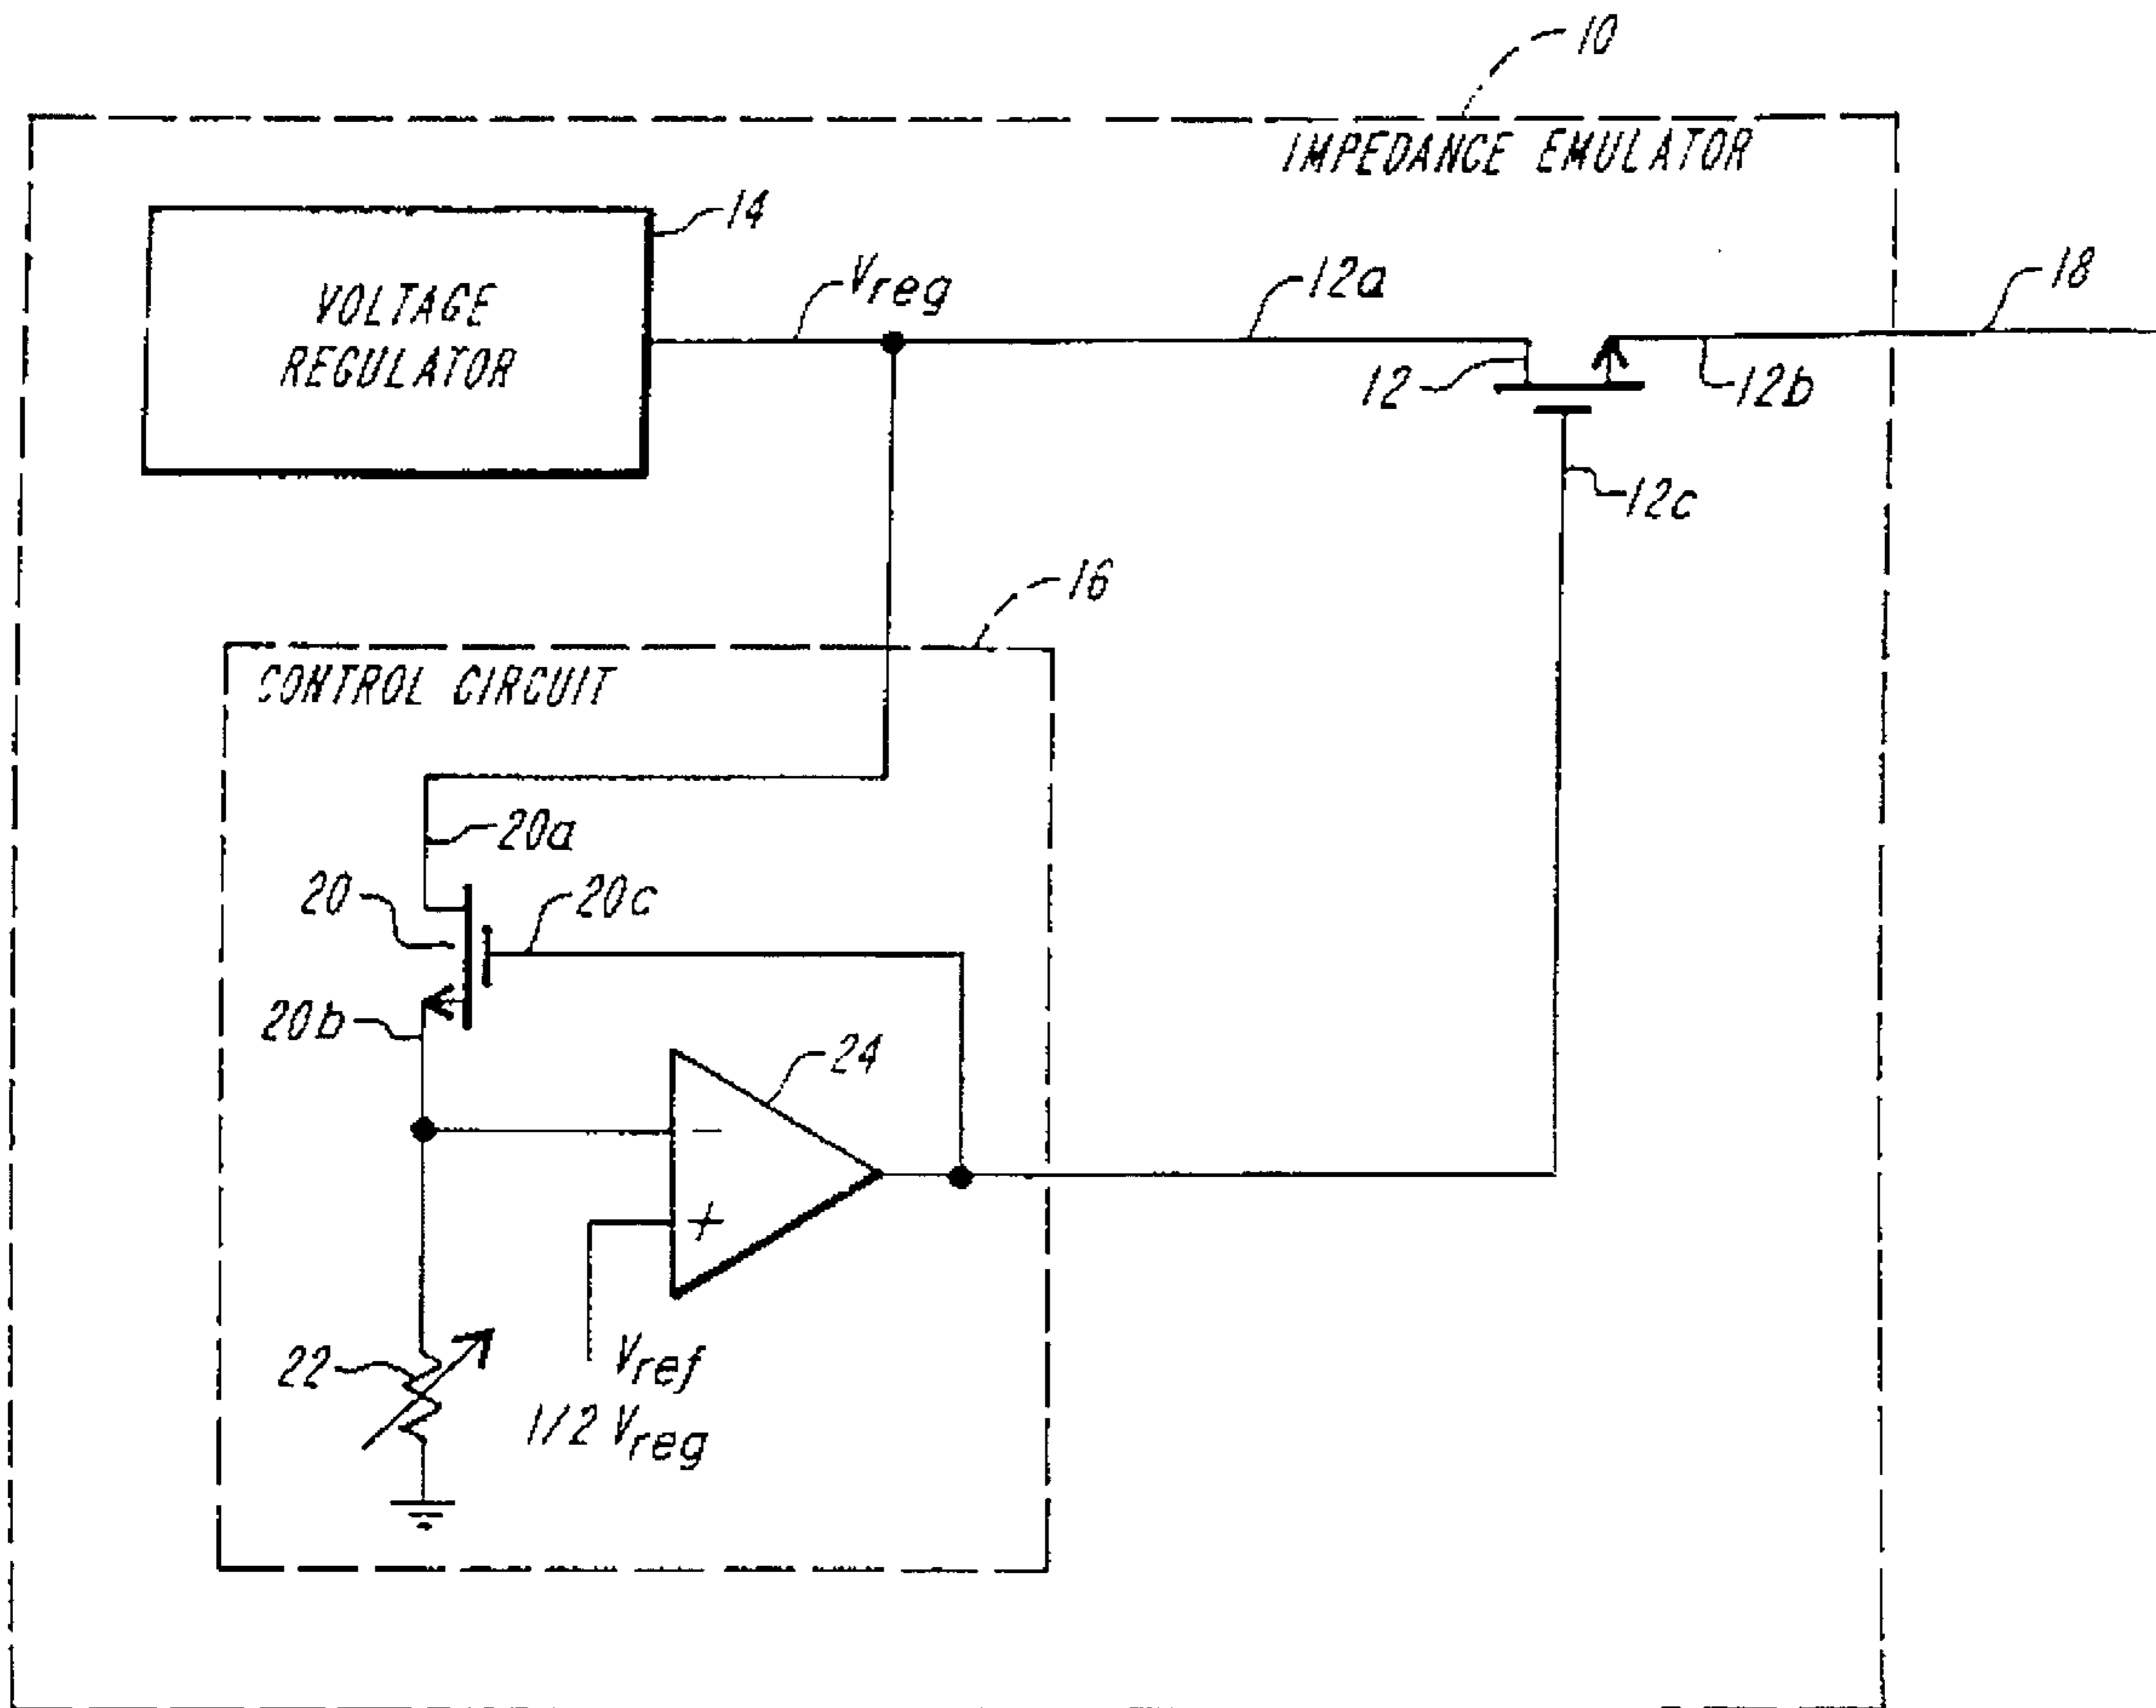 10
IMPEDANCE EMULATOR
14
VOLTAGE
REGULATOR
Vreg
12a
18
12
12b
12c
16
CONTROL CIRCUIT
20a
20
20c
20b
24
-
+
22
Vref
1/2 Vreg